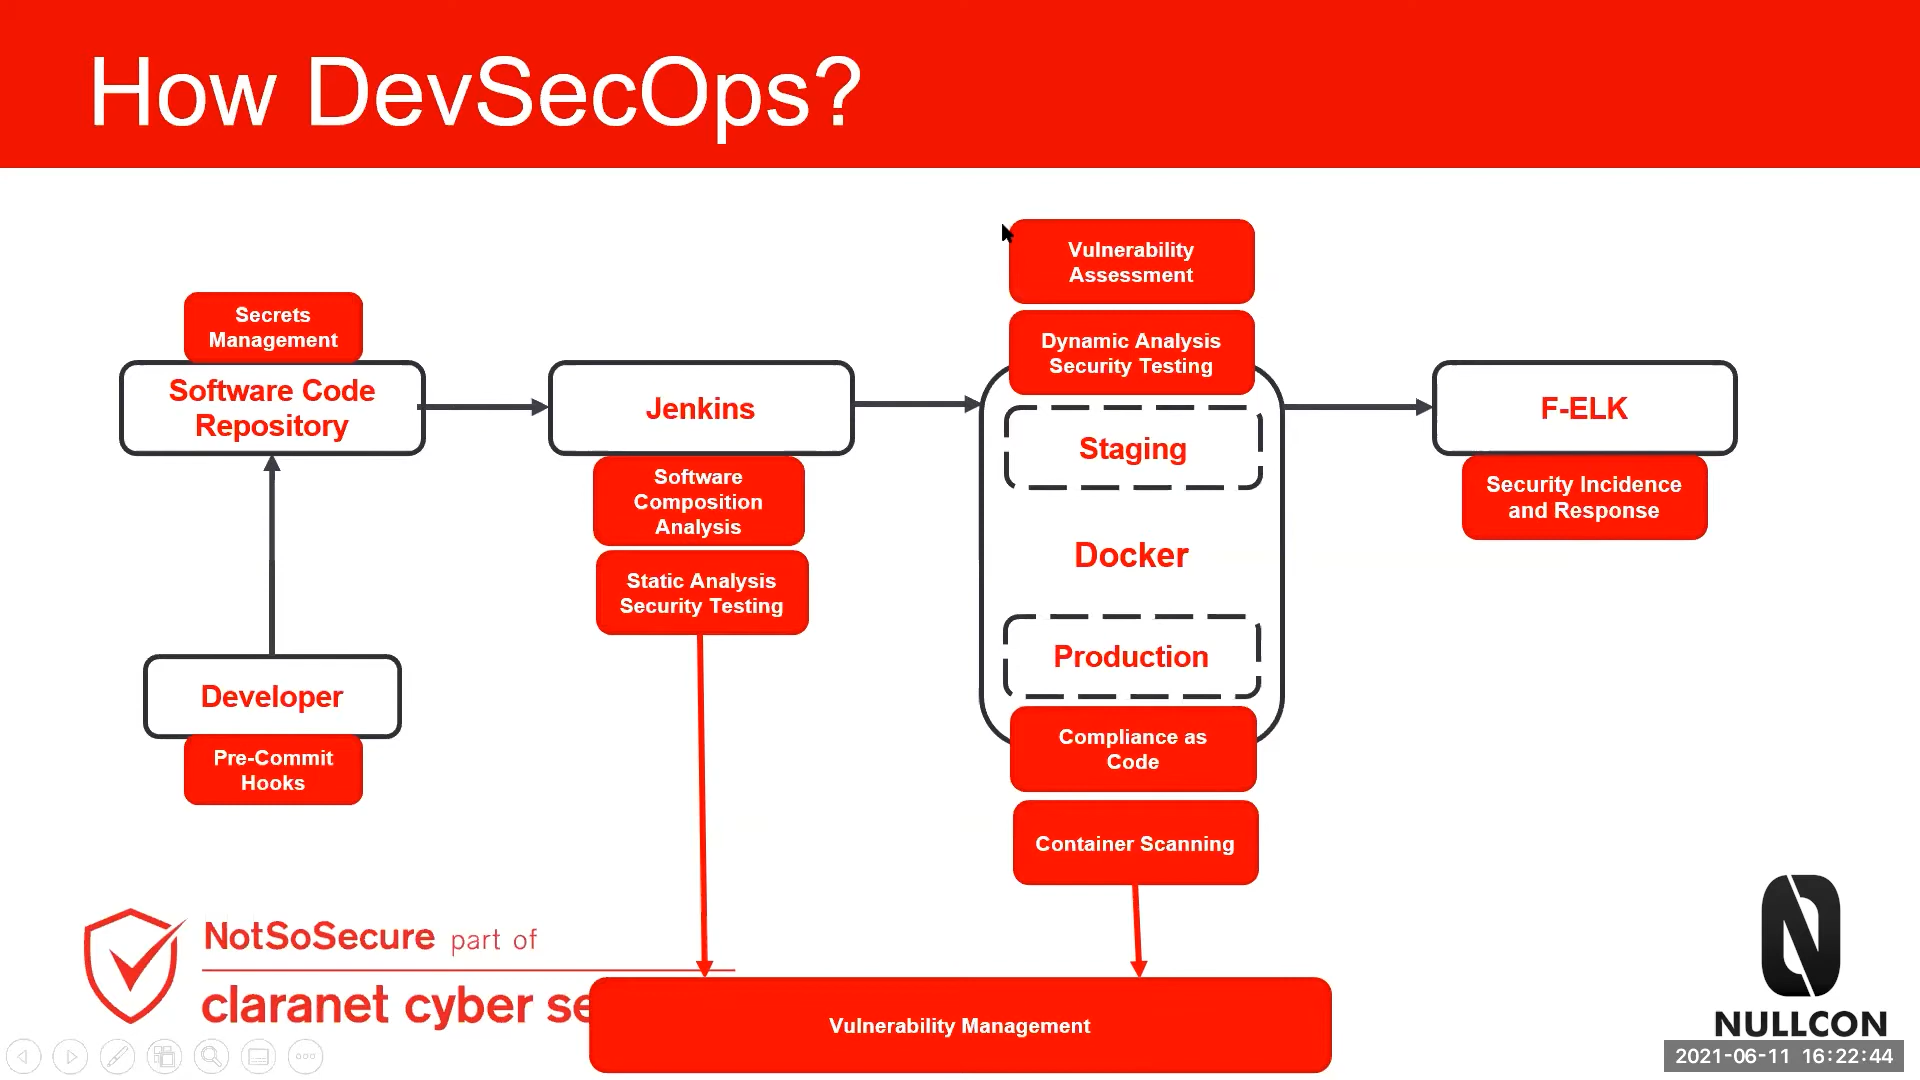 How DevSecOps?
Secrets
Management
Software Code
Repository
Developer
Pre-Commit
Hooks
Jenkins
Software
Composition
Analysis
Static Analysis
Security Testing
Vulnerability
Assessment
Dynamic Analysis
Security Testing
Staging
Docker
Production
Compliance as
Code
Container Scanning
F-ELK
Security Incidence
and Response
NotSoSecure part of
claranet cyber se
Vulnerability Management
NULLCON
2021-06-11 16:22:44